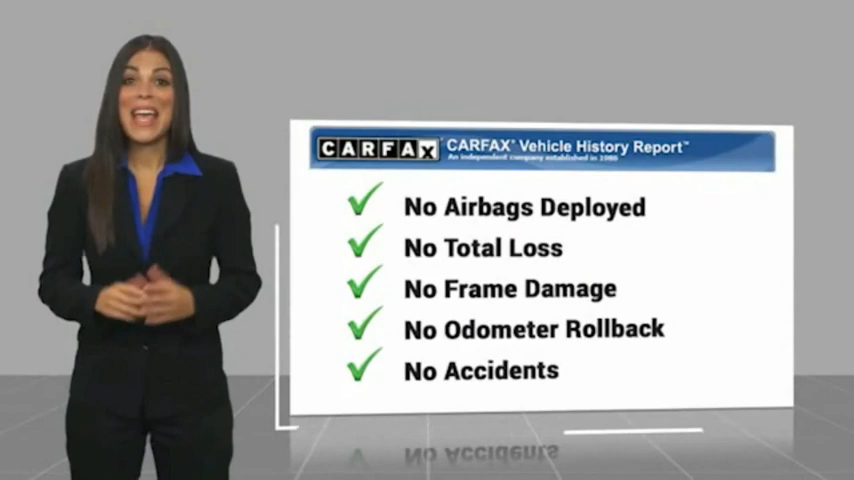 CARFAX CARFAX® Vehicle History Report™
An independent company established in 1986
No Airbags Deployed
No Total Loss
No Frame Damage
No Odometer Rollback
No Accidents
No Accidents